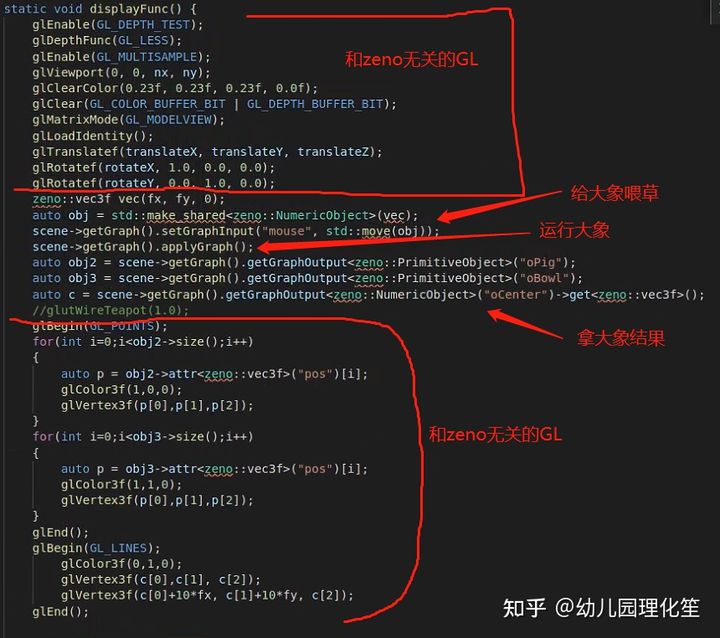 static void displayFunc() {
glEnable(GL_DEPTH_TEST);
glDepthFunc(GL_LESS);
和zeno无关的GL
glEnable(GL_MULTISAMPLE);
glViewport(0, 0, nx, ny);
glClearColor(0.23f, 0.23f, 0.23f, 0.0f);
glClear(GL_COLOR_BUFFER_BIT | GL_DEPTH_BUFFER_BIT);
glMatrixMode(GL_MODELVIEW);
glLoadIdentity();
glTranslatef(translateX, translateY, translateZ);
glRotatef(rotateX, 1.0, 0.0, 0.0);
glRotatef(rotateY, 0.0, 1.0, 0.0);
给大象喂草
zeno::vec3f vec(fx, fy, 0);
auto obj = std::make_shared<zeno::NumericObject>(vec);
scene->getGraph().setGraphInput("mouse", std::move(obj));
运行大象
scene->getGraph().applyGraph();
auto obj2 = scene->getGraph().getGraphOutput<zeno::PrimitiveObject>("oPig");
auto obj3 = scene->getGraph().getGraphOutput<zeno::PrimitiveObject>("oBowl");
auto c = scene->getGraph().getGraphOutput<zeno::NumericObject>("oCenter")->get<zeno::vec3f>();
//glutWireTeapot(1.0);
glBegin(GL_POINTS);
拿大象结果
for(int i=0;i<obj2->size();i++)
{
auto p = obj2->attr<zeno::vec3f>("pos")[i];
glColor3f(1,0,0);
glVertex3f(p[0],p[1],p[2]);
}
和zeno无关的GL
for(int i=0;i<obj3->size();i++)
{
auto p = obj3->attr<zeno::vec3f>("pos")[i];
glColor3f(1,1,0);
glVertex3f(p[0],p[1],p[2]);
}
glEnd();
glBegin(GL_LINES);
glColor3f(0,1,0);
glVertex3f(c[0],c[1], c[2]);
glVertex3f(c[0]+10*fx, c[1]+10*fy, c[2]);
glEnd();
知乎 @幼儿园理化笙